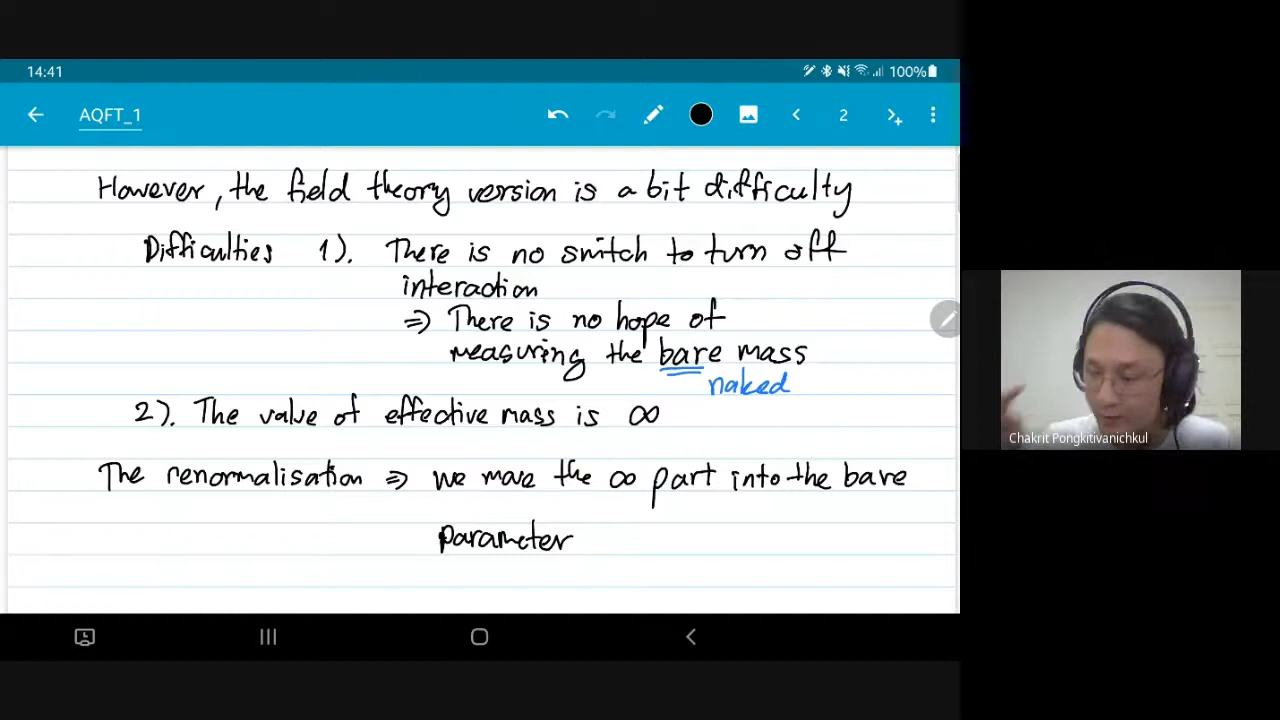 14:41
100%
AQFT_1
2
However, the field theory version is a bit difficulty
Difficulties 1). There is no switch to turn off
interaction
⇒ There is no hope of
measuring the bare mass
naked
2). The value of effective mass is ∞
The renormalisation ⇒ we move the ∞ part into the bare
parameter
Chakrit Pongkitivanichkul